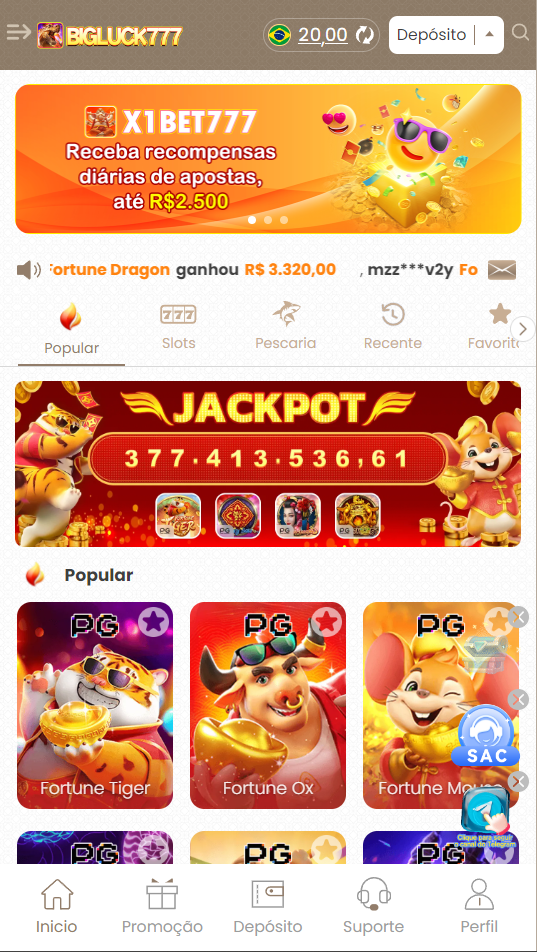 BIGLUCK777
20,00
Depósito
X1BET777
Receba recompensas
diárias de apostas,
até R$2.500
Fortune Dragon ganhou R$ 3.320,00 , mzz***v2y Fo
Popular
777
Slots
Pescaria
Recente
Favorit
JACKPOT
377.413.536,61
PG
PG
PG
PG
Popular
PG
PG
PG
Fortune Tiger
Fortune Ox
Fortune Mouse
SAC
Clique para seguir
o canal do Telegram
PG
PG
PG
Inicio
Promoção
Depósito
Suporte
Perfil